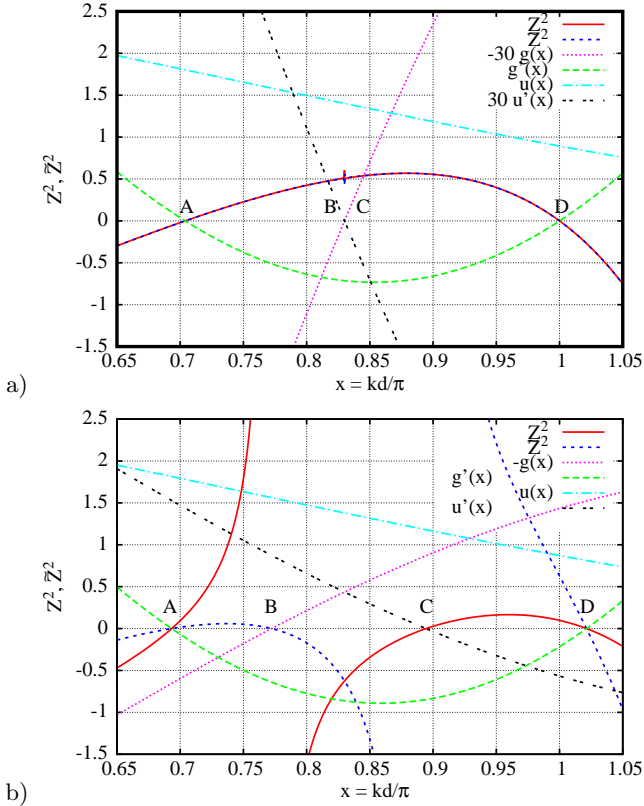 2.5
2
1.5
1
0.5
0
-0.5
-1
-1.5
Z², Z̃²
Z²
Z̃²
-30 g(x)
g'(x)
u(x)
30 u'(x)
A
B
C
D
0.65 0.7 0.75 0.8 0.85 0.9 0.95 1 1.05
x = kd/π
a)
2.5
2
1.5
1
0.5
0
-0.5
-1
-1.5
Z², Z̃²
Z²
Z̃²
-g(x)
g'(x)
u(x)
u'(x)
A
B
C
D
0.65 0.7 0.75 0.8 0.85 0.9 0.95 1 1.05
x = kd/π
b)